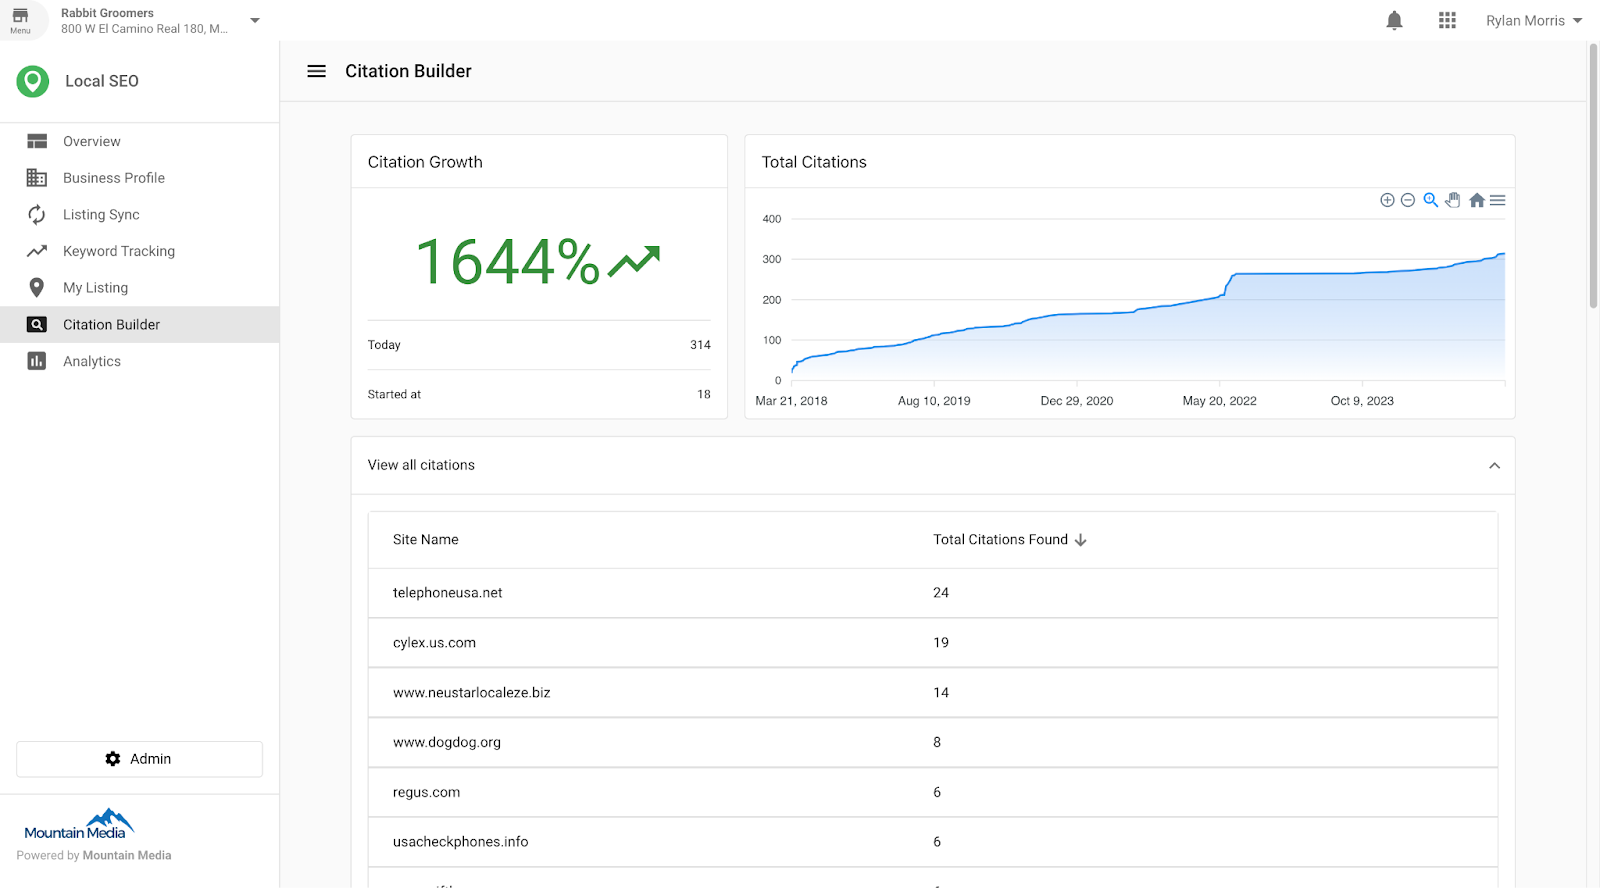 Menu
Rabbit Groomers
800 W El Camino Real 180, M...
Rylan Morris
Local SEO
Overview
Business Profile
Listing Sync
Keyword Tracking
My Listing
Citation Builder
Analytics
Admin
Mountain Media
Powered by Mountain Media
Citation Builder
Citation Growth
1644%
Today 314
Started at 18
Total Citations
400
300
200
100
0
Mar 21, 2018 Aug 10, 2019 Dec 29, 2020 May 20, 2022 Oct 9, 2023
View all citations
Site Name Total Citations Found
telephoneusa.net 24
cylex.us.com 19
www.neustarlocaleze.biz 14
www.dogdog.org 8
regus.com 6
usacheckphones.info 6